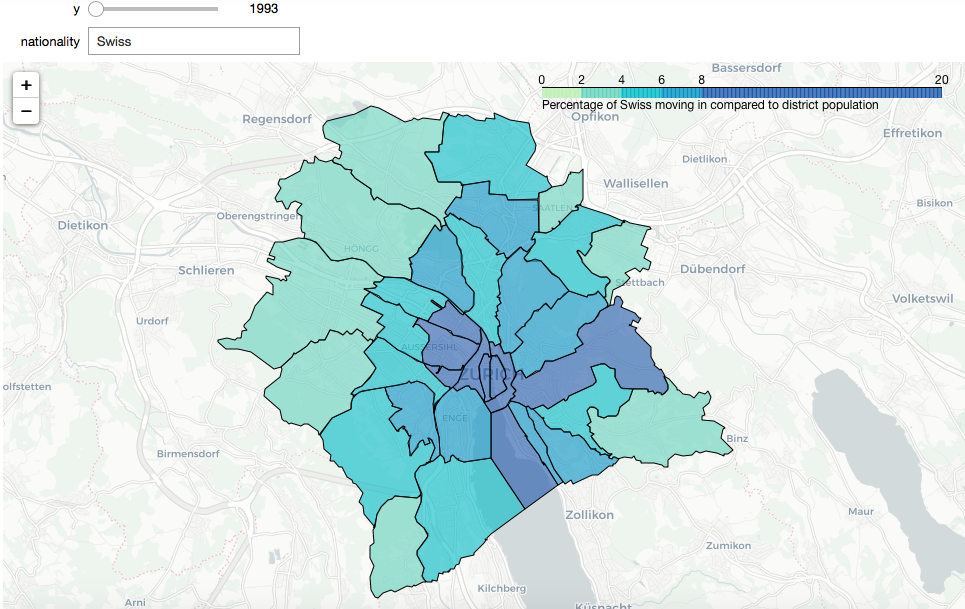 y 1993
nationality Swiss
+
−
0 2 4 6 8 20
Percentage of Swiss moving in compared to district population
Bassersdorf
Regensdorf
Opfikon
Effretikon
Dietlikon
Wallisellen
Bisikon
SAATLEN
Oberengstringen
Dietikon
HÖNGG
Schlieren
Dübendorf
Stettbach
Volketswil
Urdorf
AUSSERSIHL
ZÜRICH
olfstetten
ENGE
Binz
Birmensdorf
Zollikon
Maur
Zumikon
Kilchberg
Arni
Küsnacht